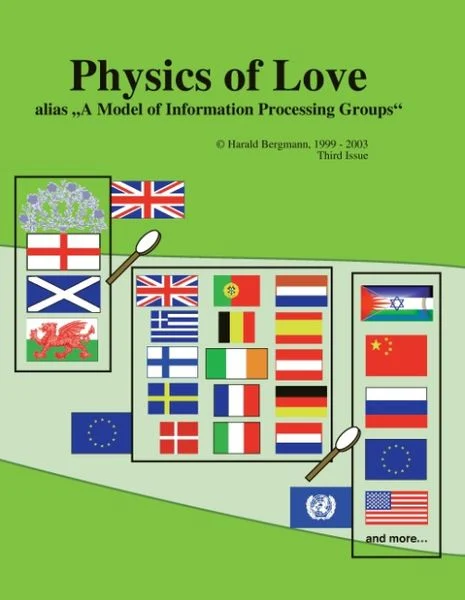 Physics of Love
alias „A Model of Information Processing Groups“
© Harald Bergmann, 1999 - 2003
Third Issue
and more...